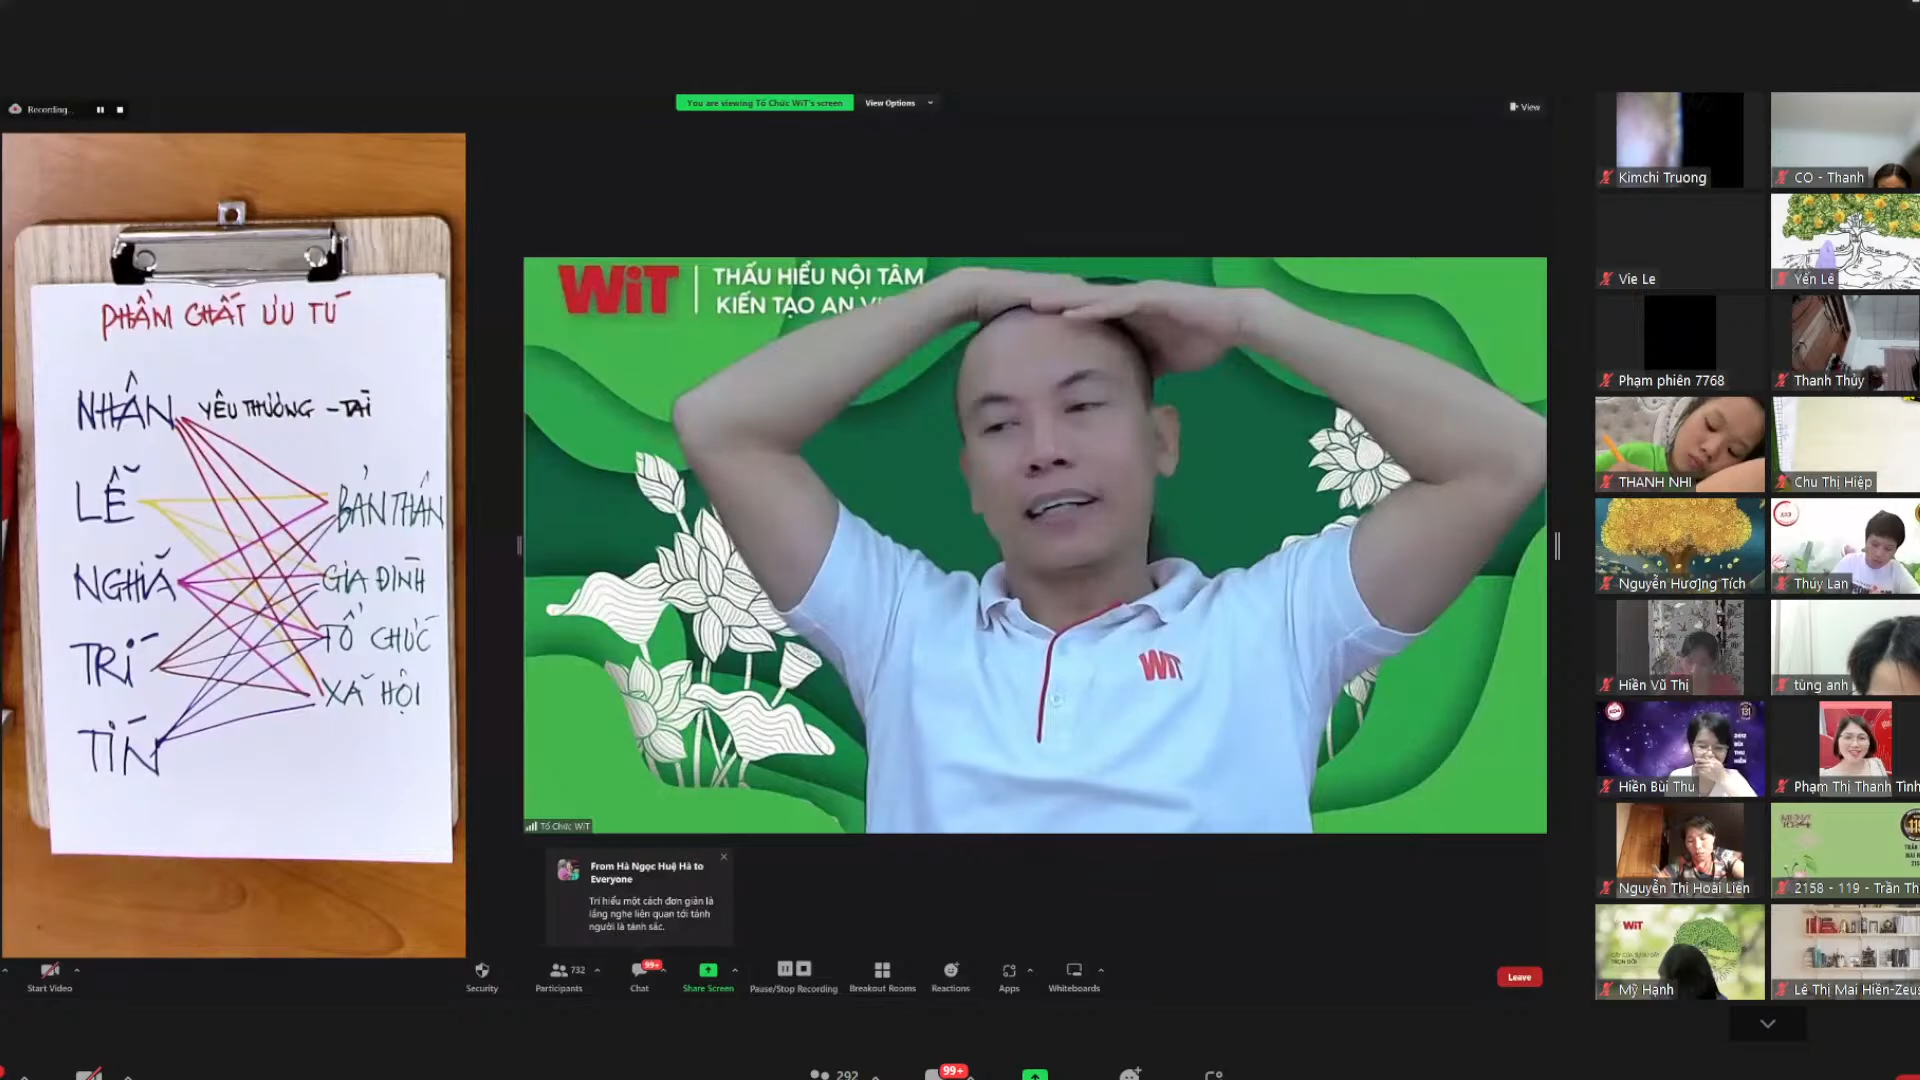 Recording...
You are viewing Tổ Chức WiT's screen
View Options
View
PHẨM CHẤT ƯU TÚ
NHÂN YÊU THƯƠNG - TÀI
LỄ
NGHĨA
TRÍ
TÍN
BẢN THÂN
GIA ĐÌNH
TỔ CHỨC
XÃ HỘI
WiT
THẤU HIỂU NỘI TÂM
KIẾN TẠO AN
WiT
Tổ Chức WiT
From Hà Ngọc Huệ Hà to
Everyone
Trí hiểu một cách đơn giản là
lắng nghe liên quan tới tánh
người là tánh sắc.
Start Video
Security
732
Participants
99+
Chat
Share Screen
Pause/Stop Recording
Breakout Rooms
Reactions
Apps
Whiteboards
Leave
Kimchi Truong
CO - Thanh
Vie Le
Yến Lê
Phạm phiên 7768
Thanh Thủy
THANH NHI
Chu Thị Hiệp
Nguyễn Hương Tích
Thúy Lan
Hiền Vũ Thị
tùng anh
131
Hiền Bùi Thu
Phạm Thị Thanh Tình
Nguyễn Thị Hoài Liên
2158 - 119 - Trần Th
WiT
Mỹ Hạnh
Lê Thị Mai Hiền-Zeus
292
99+